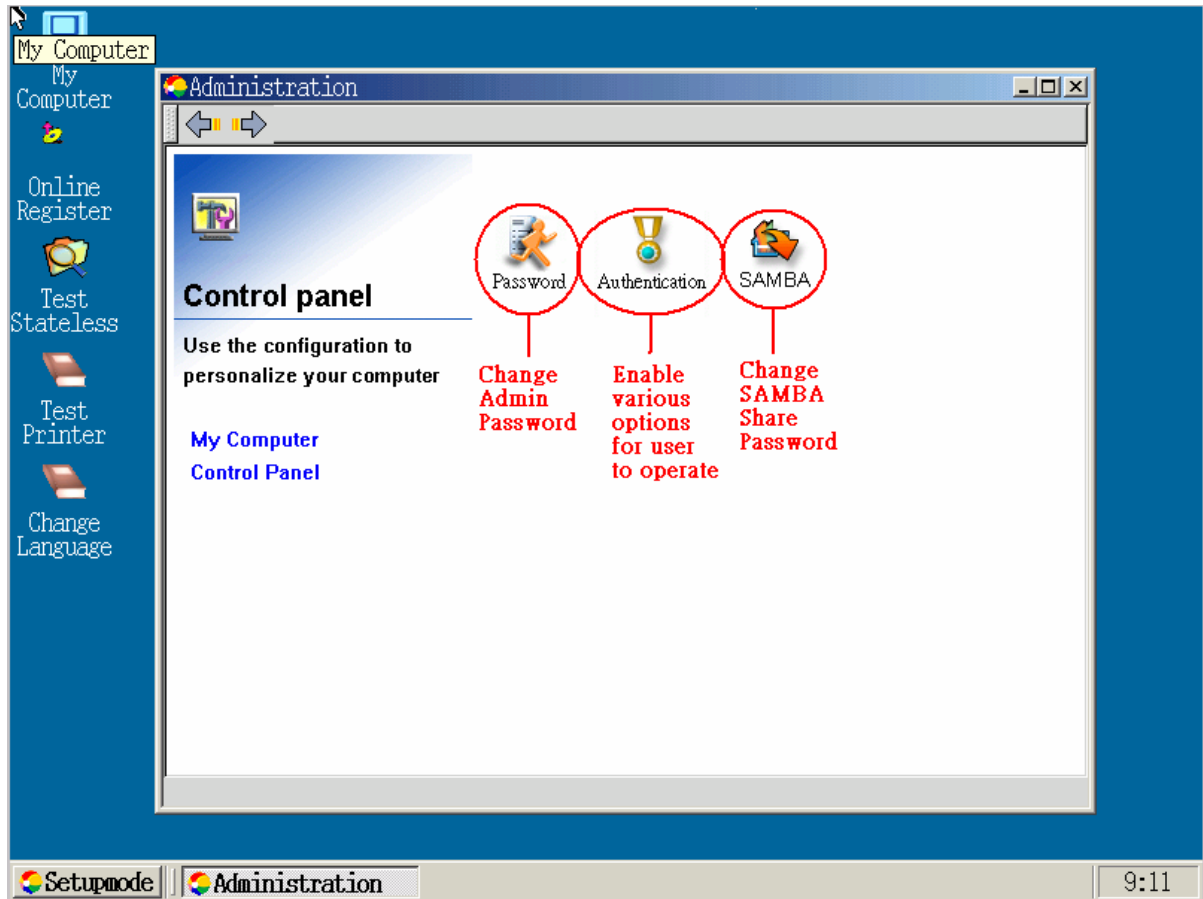 My Computer
My
Computer
Online
Register
Test
Stateless
Test
Printer
Change
Language
Administration
Control panel
Use the configuration to
personalize your computer
My Computer
Control Panel
Password
Authentication
SAMBA
Change
Admin
Password
Enable
various
options
for user
to operate
Change
SAMBA
Share
Password
Setupmode
Administration
9:11